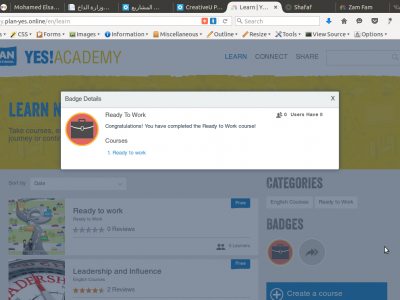 Mohamed Elsa...
وزارة الداخ...
المشاريع ...
CreativeU P...
Learn | Y...
Shafaf
Zam Fam
plan-yes.online/en/learn
Search
CSS
Forms
Images
Information
Miscellaneous
Outline
Resize
Tools
View Source
Options
YES!ACADEMY
LEARN
CONNECT
SHARE
LEARN N
Take courses, e
journey or cont
Badge Details
X
Ready To Work
0 Users Have 0
Congratulations! You have completed the Ready to Work course!
Courses
1. Ready to work
Sort by
Date
CATEGORIES
English Courses
Ready to Work
BADGES
Free
Ready to work
Ready to Work
0 Reviews
0 Learners
Free
Leadership and Influence
English Courses
2 Reviews
Create a course